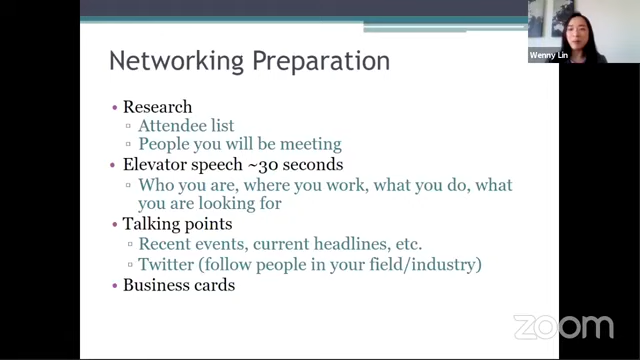 Networking Preparation
Wenny Lin
• Research
▫ Attendee list
▫ People you will be meeting
• Elevator speech ~30 seconds
▫ Who you are, where you work, what you do, what
you are looking for
• Talking points
▫ Recent events, current headlines, etc.
▫ Twitter (follow people in your field/industry)
• Business cards
zoom